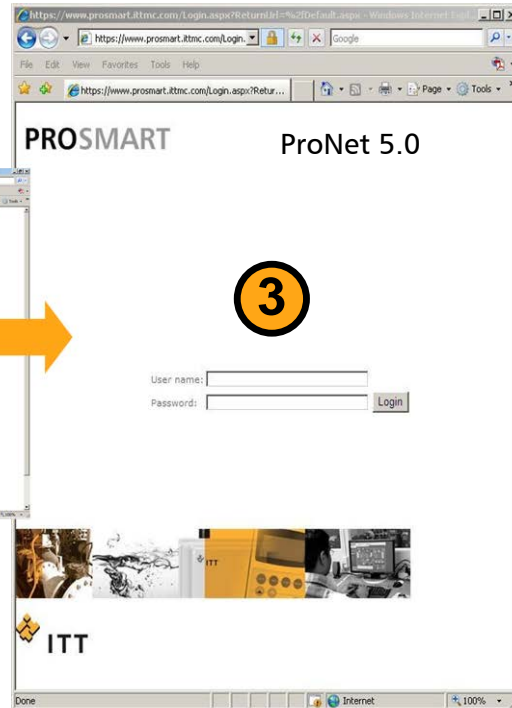 https://www.prosmart.ittmc.com/Login.aspx?ReturnUrl=%2fDefault.aspx - Windows Internet Expl...
https://www.prosmart.ittmc.com/Login.
Google
File Edit View Favorites Tools Help
https://www.prosmart.ittmc.com/Login.aspx?Retur...
Page
Tools
PROSMART
ProNet 5.0
3
User name:
Password:
Login
ITT
ITT
Done
Internet
100%